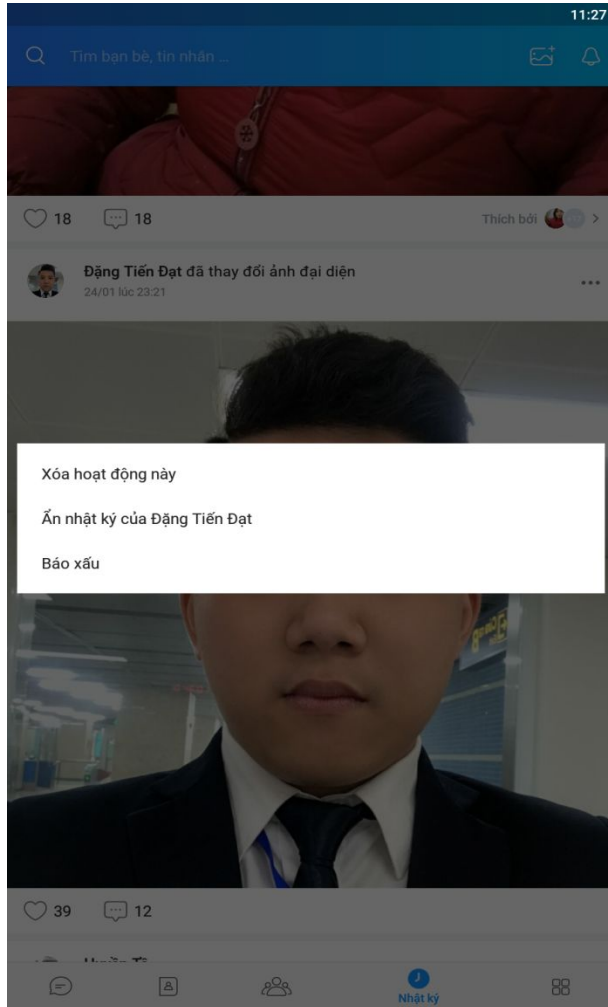 11:27
Tìm bạn bè, tin nhắn ...
18
18
Thích bởi
Đặng Tiến Đạt đã thay đổi ảnh đại diện
24/01 lúc 23:21
Xóa hoạt động này
Ẩn nhật ký của Đặng Tiến Đạt
Báo xấu
39
12
Nhật ký